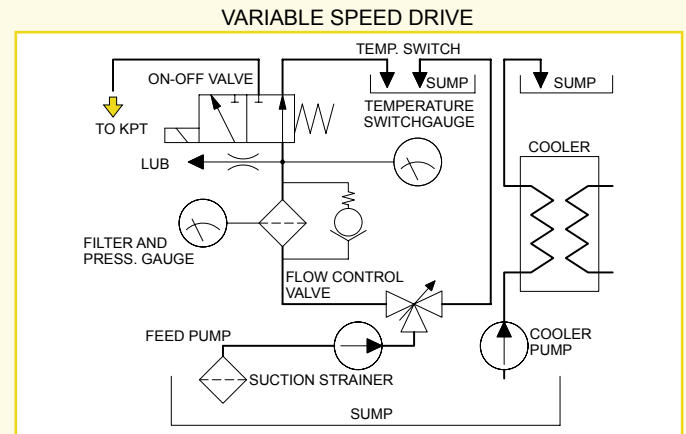 VARIABLE SPEED DRIVE
TEMP. SWITCH
ON-OFF VALVE
SUMP
SUMP
TEMPERATURE
SWITCHGAUGE
TO KPT
COOLER
LUB
FILTER AND
PRESS. GAUGE
FLOW CONTROL
VALVE
FEED PUMP
COOLER
PUMP
SUCTION STRAINER
SUMP